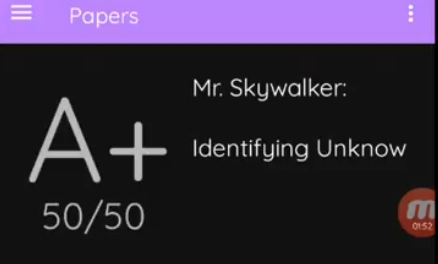 Papers
Mr. Skywalker:
A+
Identifying Unknow
50/50
01:52